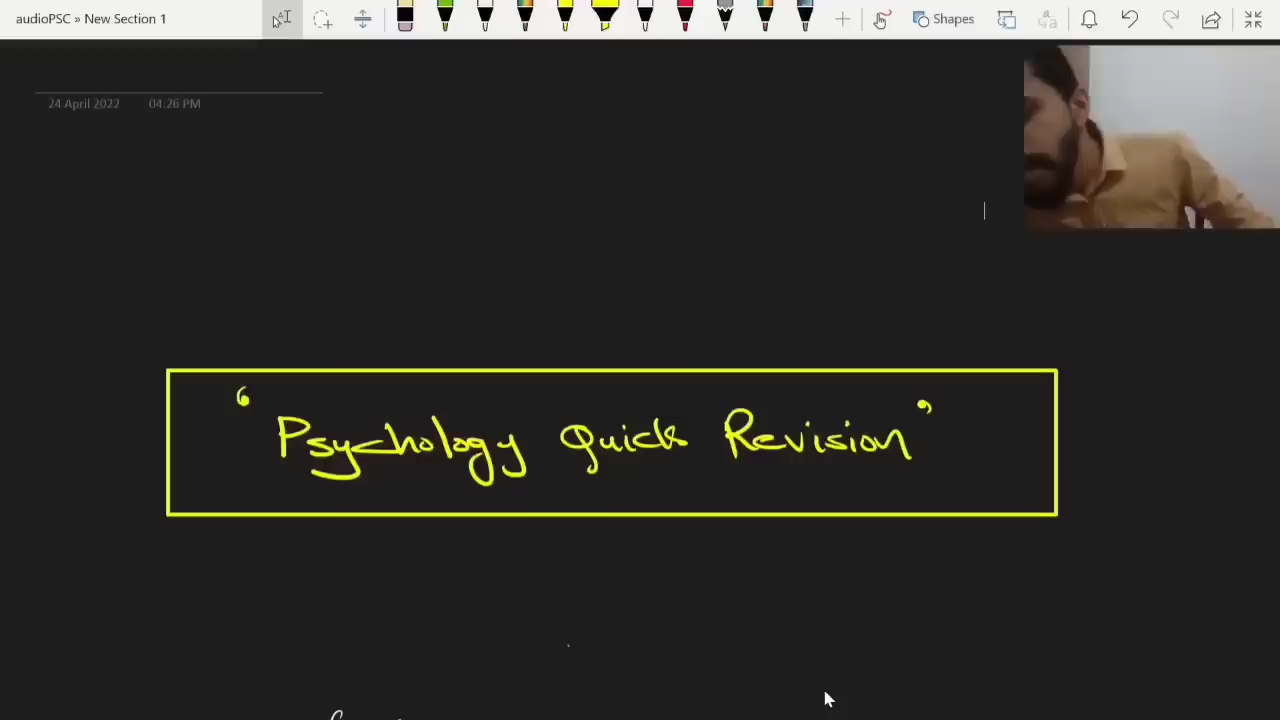 audioPSC » New Section 1
Shapes
24 April 2022 04:26 PM
‘Psychology Quick Revision’